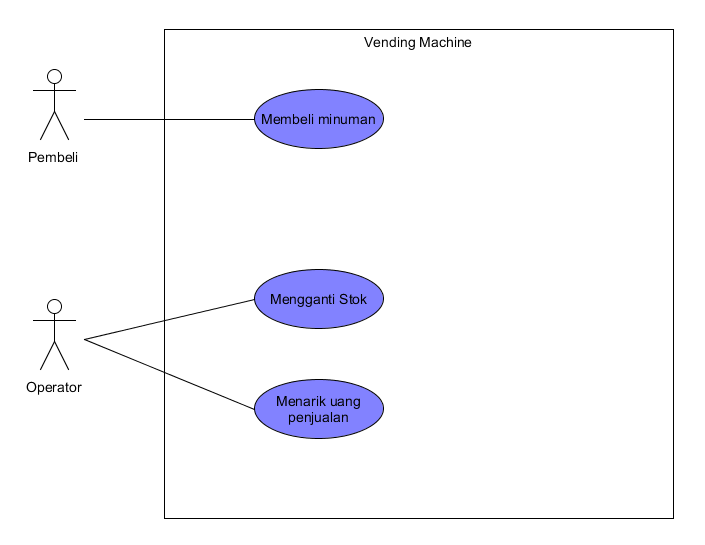 Vending Machine
Membeli minuman
Pembeli
Mengganti Stok
Operator
Menarik uang
penjualan